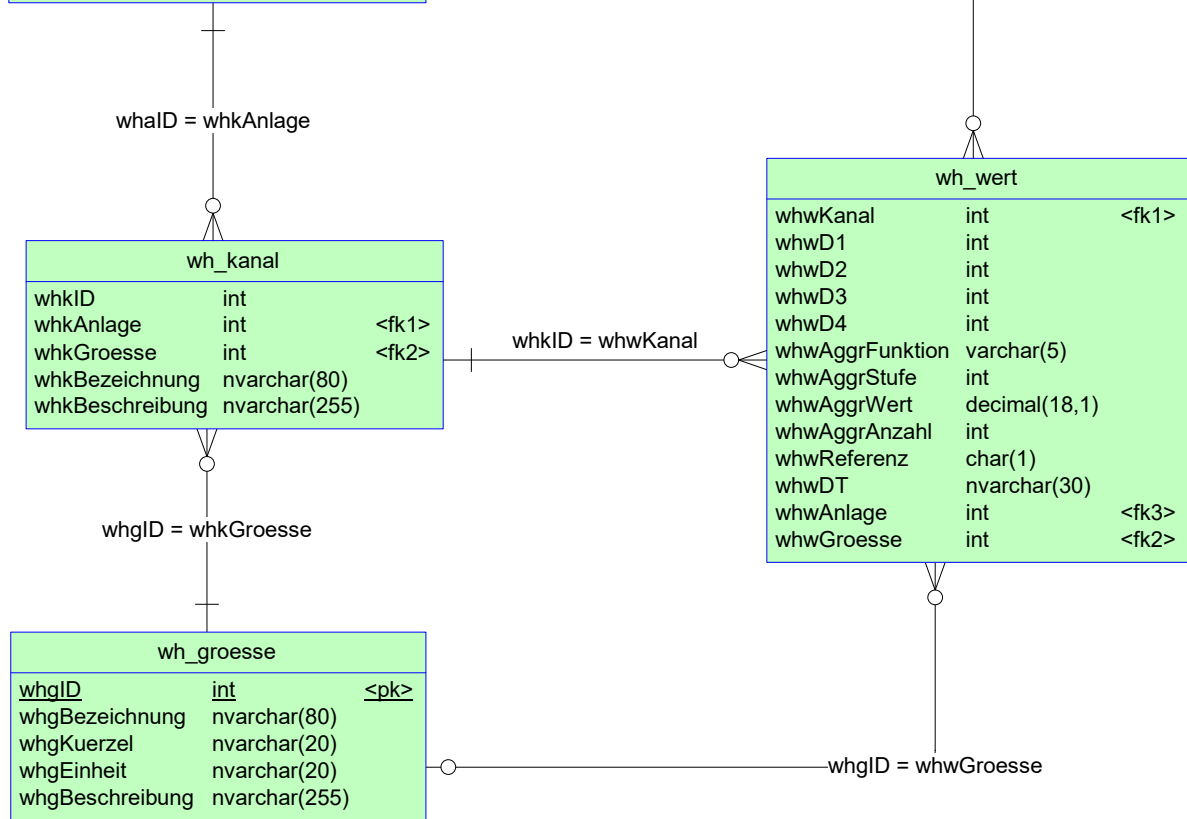 whaID = whkAnlage
wh_kanal
whkID int
whkAnlage int <fk1>
whkGroesse int <fk2>
whkBezeichnung nvarchar(80)
whkBeschreibung nvarchar(255)
whkID = whwKanal
wh_wert
whwKanal int <fk1>
whwD1 int
whwD2 int
whwD3 int
whwD4 int
whwAggrFunktion varchar(5)
whwAggrStufe int
whwAggrWert decimal(18,1)
whwAggrAnzahl int
whwReferenz char(1)
whwDT nvarchar(30)
whwAnlage int <fk3>
whwGroesse int <fk2>
whgID = whkGroesse
wh_groesse
whgID int <pk>
whgBezeichnung nvarchar(80)
whgKuerzel nvarchar(20)
whgEinheit nvarchar(20)
whgBeschreibung nvarchar(255)
whgID = whwGroesse